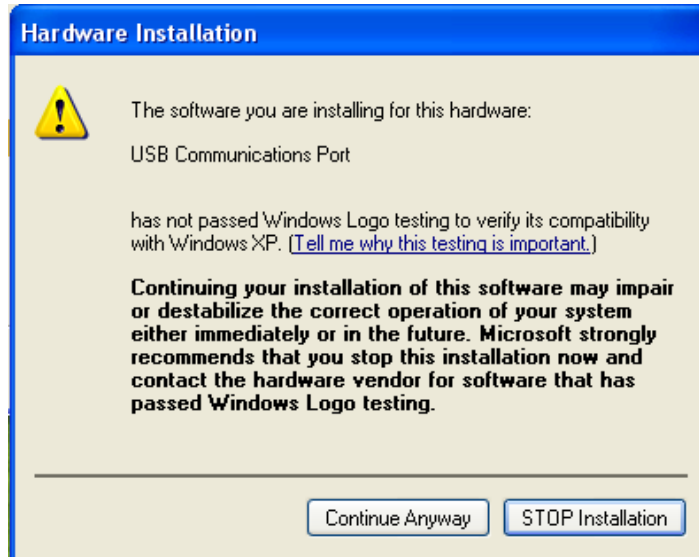 Hardware Installation
The software you are installing for this hardware:
USB Communications Port
has not passed Windows Logo testing to verify its compatibility
with Windows XP. (Tell me why this testing is important.)
Continuing your installation of this software may impair
or destabilize the correct operation of your system
either immediately or in the future. Microsoft strongly
recommends that you stop this installation now and
contact the hardware vendor for software that has
passed Windows Logo testing.
Continue Anyway
STOP Installation